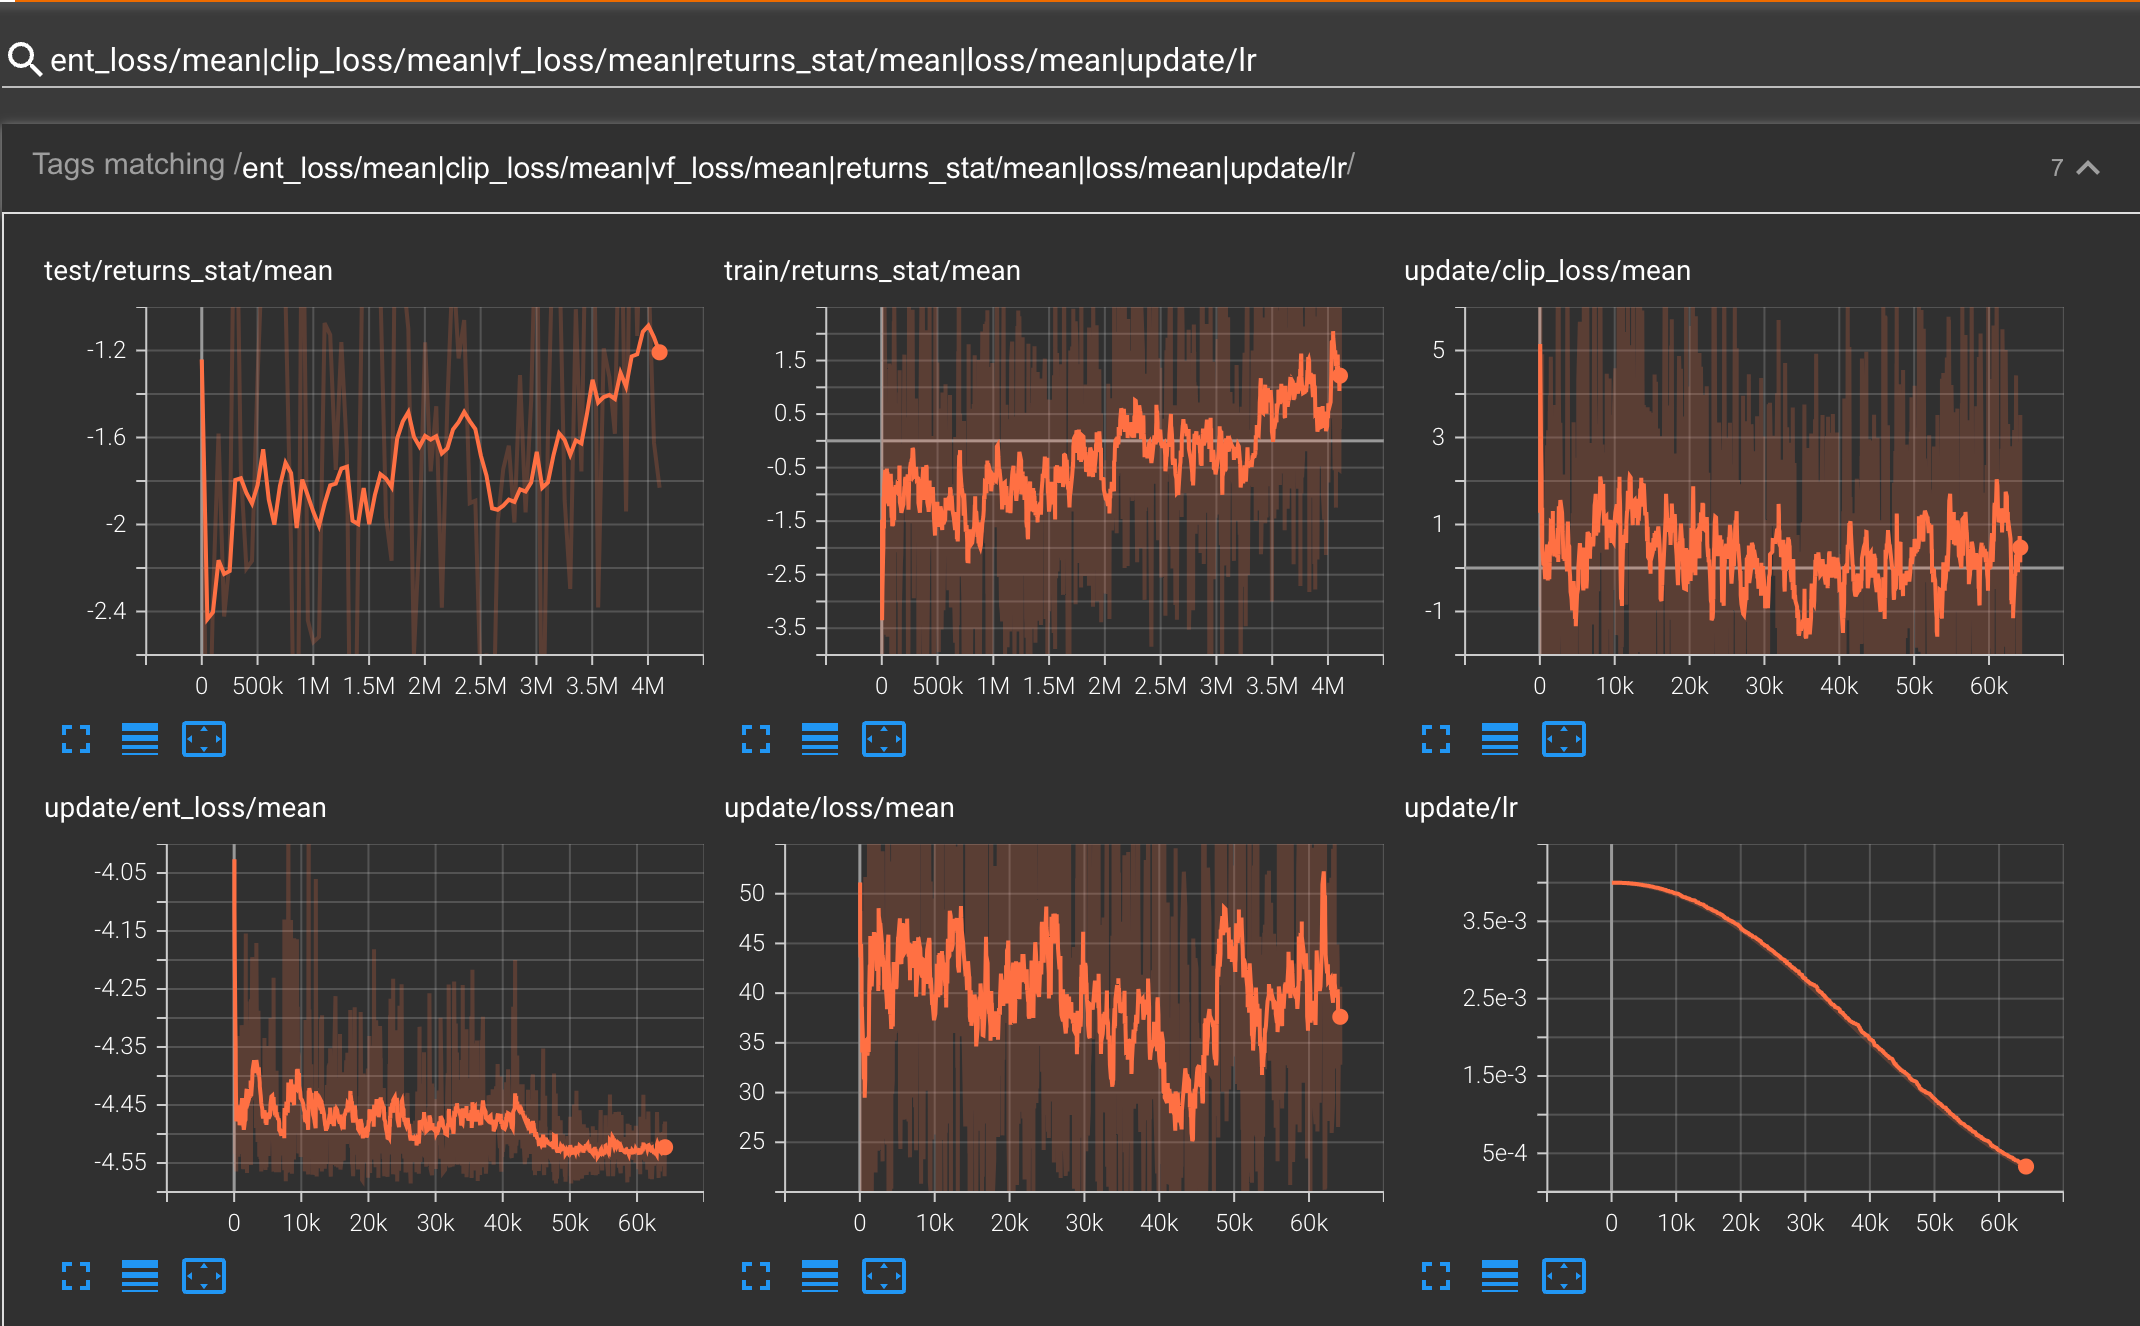 ent_loss/mean|clip_loss/mean|vf_loss/mean|returns_stat/mean|loss/mean|update/lr
Tags matching /ent_loss/mean|clip_loss/mean|vf_loss/mean|returns_stat/mean|loss/mean|update/lr/ 7
test/returns_stat/mean
-1.2
-1.6
-2
-2.4
0 500k 1M 1.5M 2M 2.5M 3M 3.5M 4M
train/returns_stat/mean
1.5
0.5
-0.5
-1.5
-2.5
-3.5
0 500k 1M 1.5M 2M 2.5M 3M 3.5M 4M
update/clip_loss/mean
5
3
1
-1
0 10k 20k 30k 40k 50k 60k
update/ent_loss/mean
-4.05
-4.15
-4.25
-4.35
-4.45
-4.55
0 10k 20k 30k 40k 50k 60k
update/loss/mean
50
45
40
35
30
25
0 10k 20k 30k 40k 50k 60k
update/lr
3.5e-3
2.5e-3
1.5e-3
5e-4
0 10k 20k 30k 40k 50k 60k